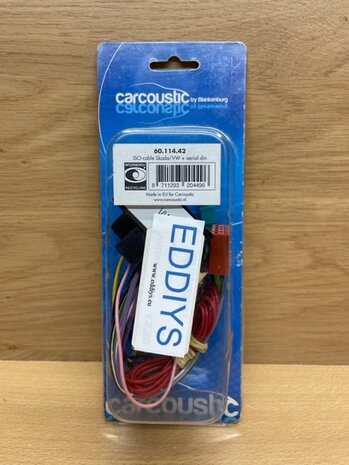 carcoustic
by Blankenburg
60.114.42
ISO cable Skoda/VW + aerial din
RECYCLING
8 711293 204496
Made in EU for Carcoustic
www.carcoustic.nl
EDDIYS
www.eddiys.eu
carcoustic